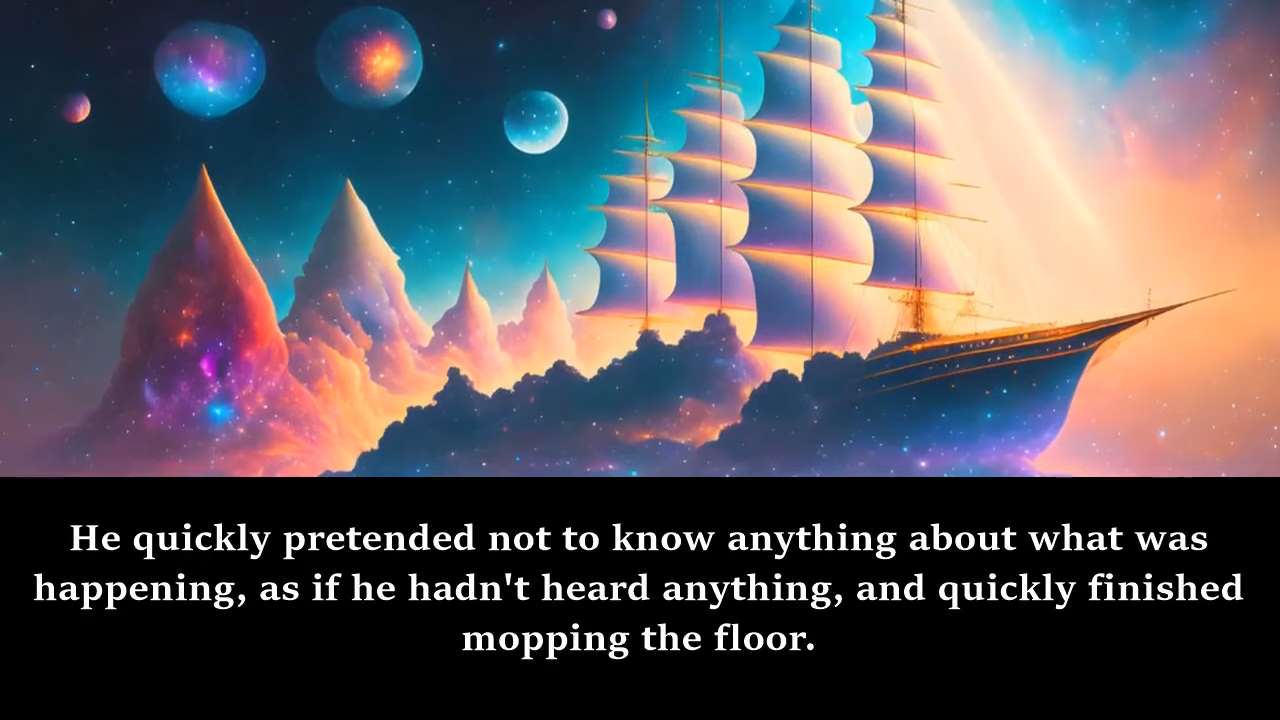 He quickly pretended not to know anything about what was
happening, as if he hadn't heard anything, and quickly finished
mopping the floor.